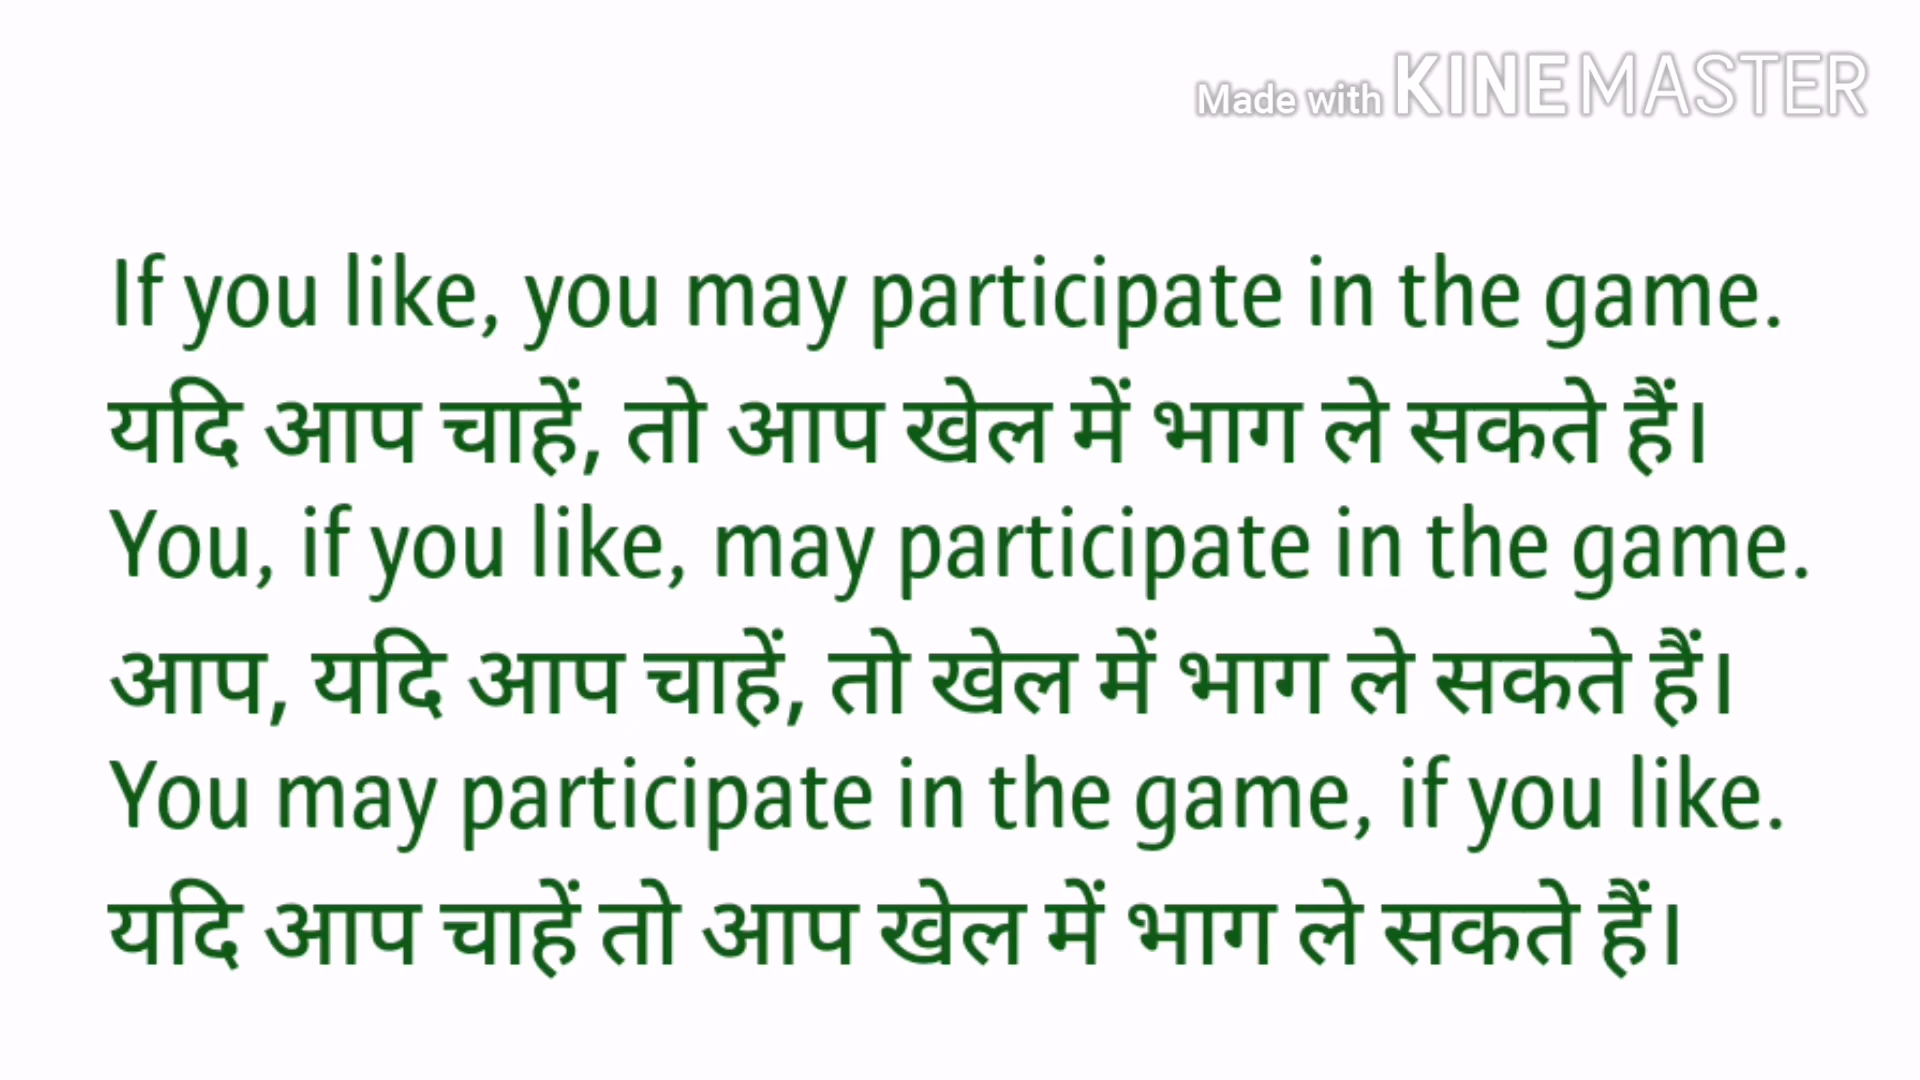 Made with KINEMASTER
If you like, you may participate in the game.
यदि आप चाहें, तो आप खेल में भाग ले सकते हैं।
You, if you like, may participate in the game.
आप, यदि आप चाहें, तो खेल में भाग ले सकते हैं।
You may participate in the game, if you like.
यदि आप चाहें तो आप खेल में भाग ले सकते हैं।